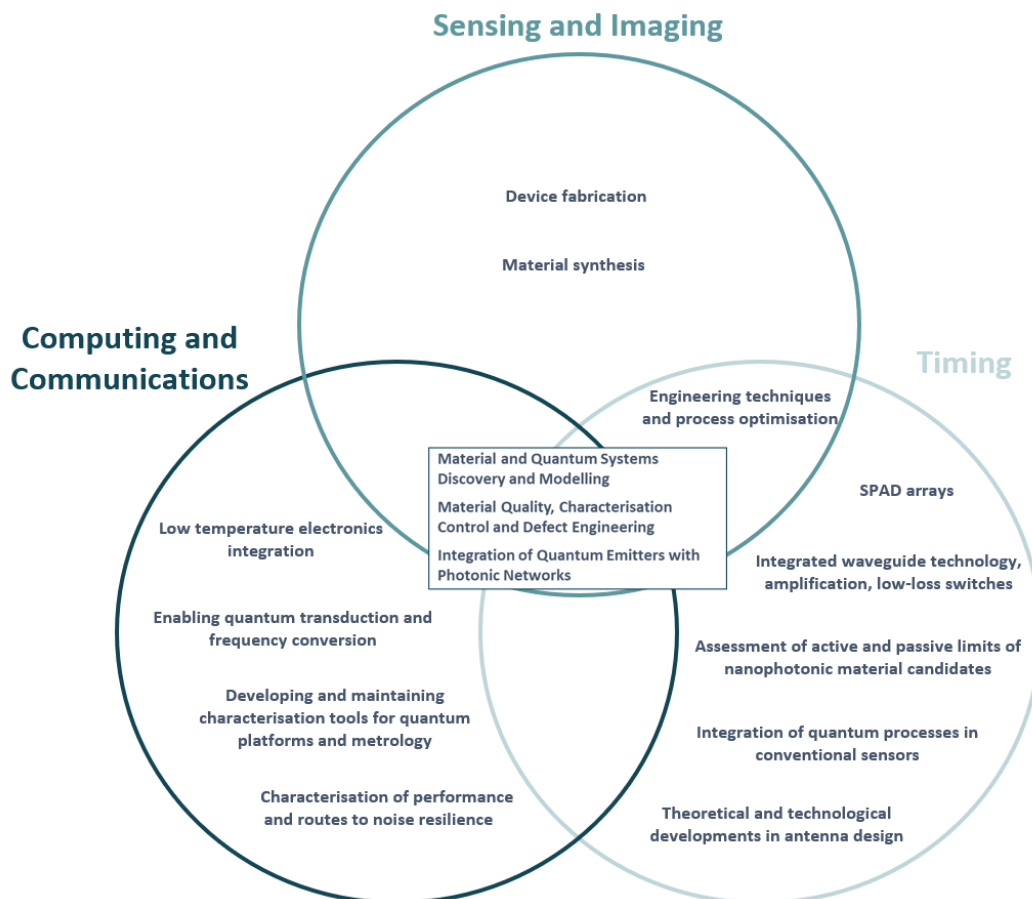 Sensing and Imaging
Device fabrication
Material synthesis
Computing and
Communications
Timing
Engineering techniques
and process optimisation
Material and Quantum Systems
Discovery and Modelling
Material Quality, Characterisation
Control and Defect Engineering
Integration of Quantum Emitters with
Photonic Networks
SPAD arrays
Low temperature electronics
integration
Integrated waveguide technology,
amplification, low-loss switches
Enabling quantum transduction and
frequency conversion
Assessment of active and passive limits of
nanophotonic material candidates
Developing and maintaining
characterisation tools for quantum
platforms and metrology
Integration of quantum processes in
conventional sensors
Characterisation of performance
and routes to noise resilience
Theoretical and technological
developments in antenna design